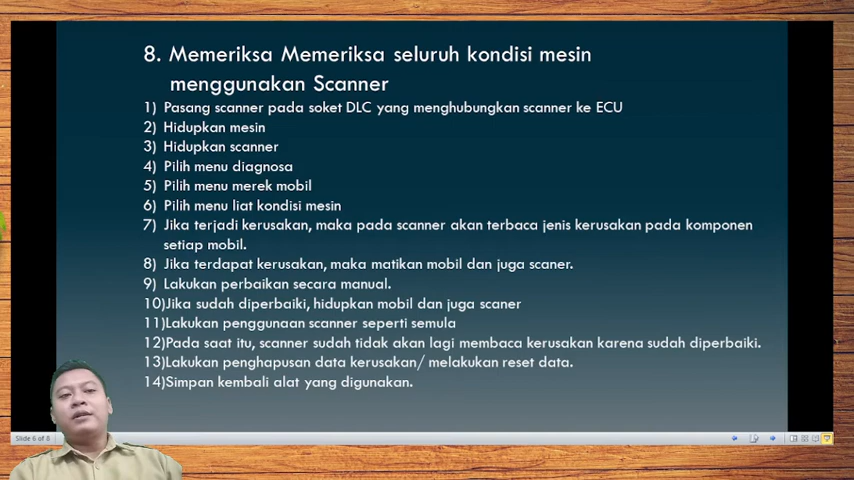 8. Memeriksa Memeriksa seluruh kondisi mesin
menggunakan Scanner
1) Pasang scanner pada soket DLC yang menghubungkan scanner ke ECU
2) Hidupkan mesin
3) Hidupkan scanner
4) Pilih menu diagnosa
5) Pilih menu merek mobil
6) Pilih menu liat kondisi mesin
7) Jika terjadi kerusakan, maka pada scanner akan terbaca jenis kerusakan pada komponen
setiap mobil.
8) Jika terdapat kerusakan, maka matikan mobil dan juga scaner.
9) Lakukan perbaikan secara manual.
10)Jika sudah diperbaiki, hidupkan mobil dan juga scaner
11)Lakukan penggunaan scanner seperti semula
12)Pada saat itu, scanner sudah tidak akan lagi membaca kerusakan karena sudah diperbaiki.
13)Lakukan penghapusan data kerusakan/ melakukan reset data.
14)Simpan kembali alat yang digunakan.
Slide 6 of 8